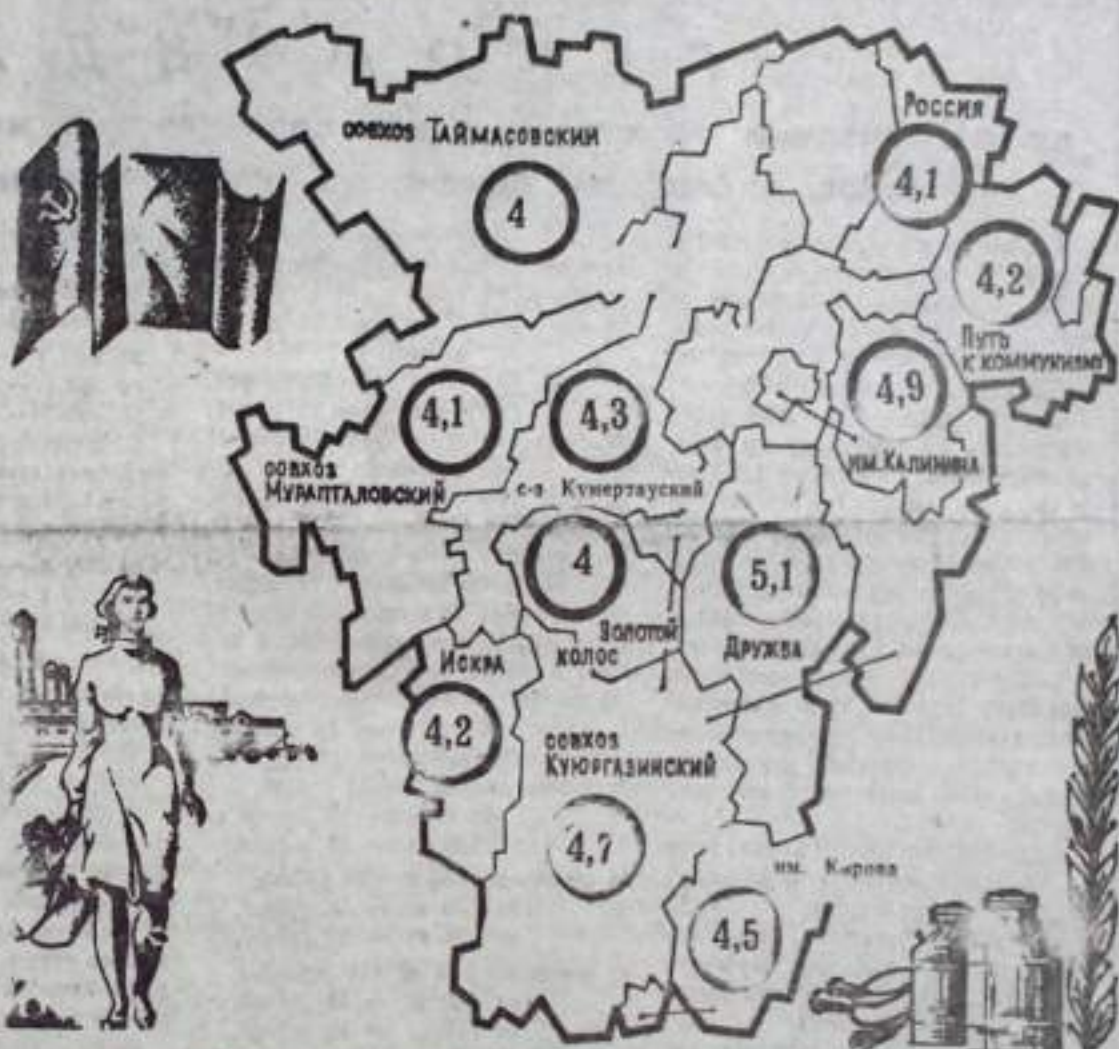 РОССИЯ
4,1
СОВХОЗ ТАЙМАСОВСКИЙ
4
4,2
ПУТЬ
К КОММУНИЗМУ
4,9
ИМ. КАЛИНИНА
4,1
СОВХОЗ
МУРАПТАЛОВСКИЙ
4,3
с-з Кумертауский
4
ЗОЛОТОЙ
КОЛОС
5,1
ДРУЖБА
ИСКРА
4,2
СОВХОЗ
КУЮРГАЗИНСКИЙ
4,7
им. Кирова
4,5